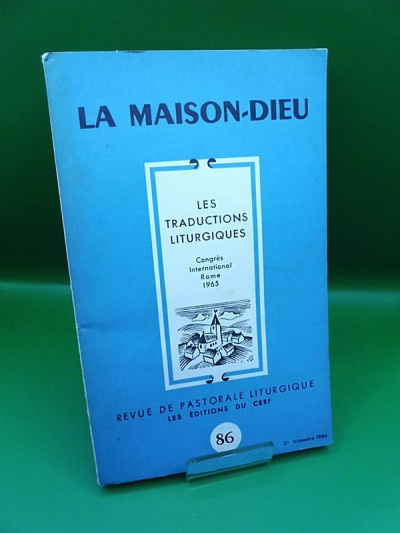 LA MAISON-DIEU
LES
TRADUCTIONS
LITURGIQUES
Congrès
International
Rome
1965
REVUE DE PASTORALE LITURGIQUE
LES ÉDITIONS DU CERF
86
2e trimestre 1966